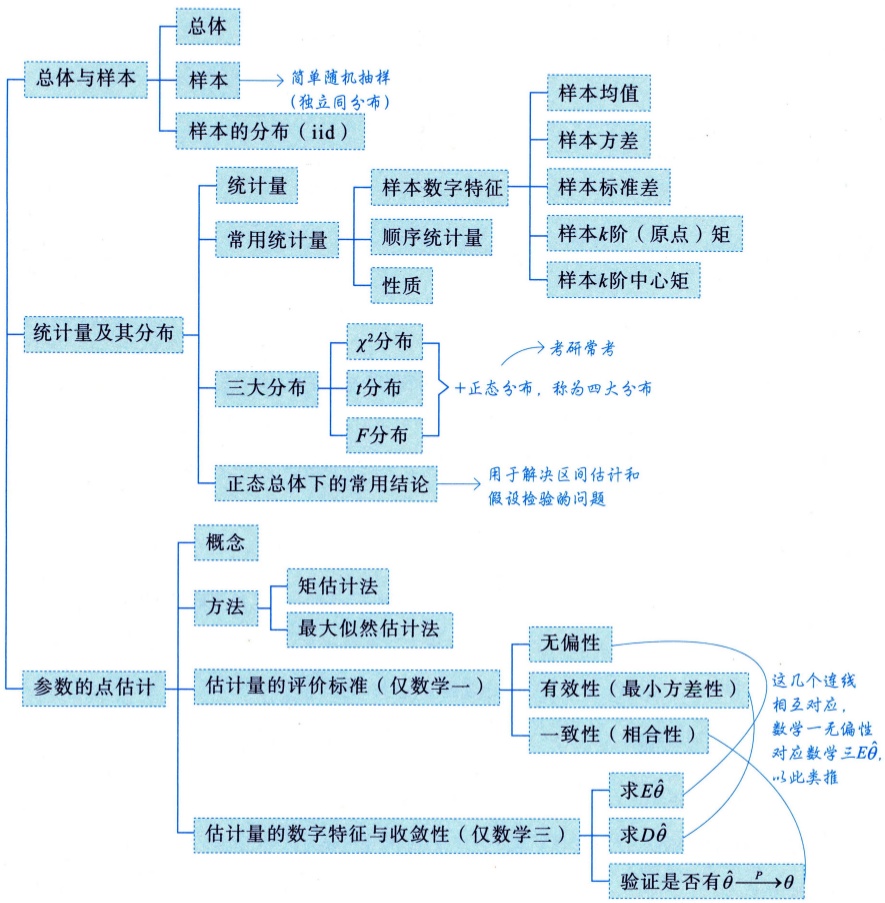 总体与样本
总体
样本
简单随机抽样
(独立同分布)
样本的分布（iid）
统计量及其分布
统计量
常用统计量
样本数字特征
样本均值
样本方差
样本标准差
样本k阶（原点）矩
样本k阶中心矩
顺序统计量
性质
三大分布
χ²分布
t分布
F分布
考研常考
+正态分布，称为四大分布
正态总体下的常用结论
用于解决区间估计和
假设检验的问题
参数的点估计
概念
方法
矩估计法
最大似然估计法
估计量的评价标准（仅数学一）
无偏性
有效性（最小方差性）
一致性（相合性）
这几个连线
相互对应，
数学一无偏性
对应数学三Eθ̂，
以此类推
估计量的数字特征与收敛性（仅数学三）
求Eθ̂
求Dθ̂
验证是否有θ̂ —P→ θ